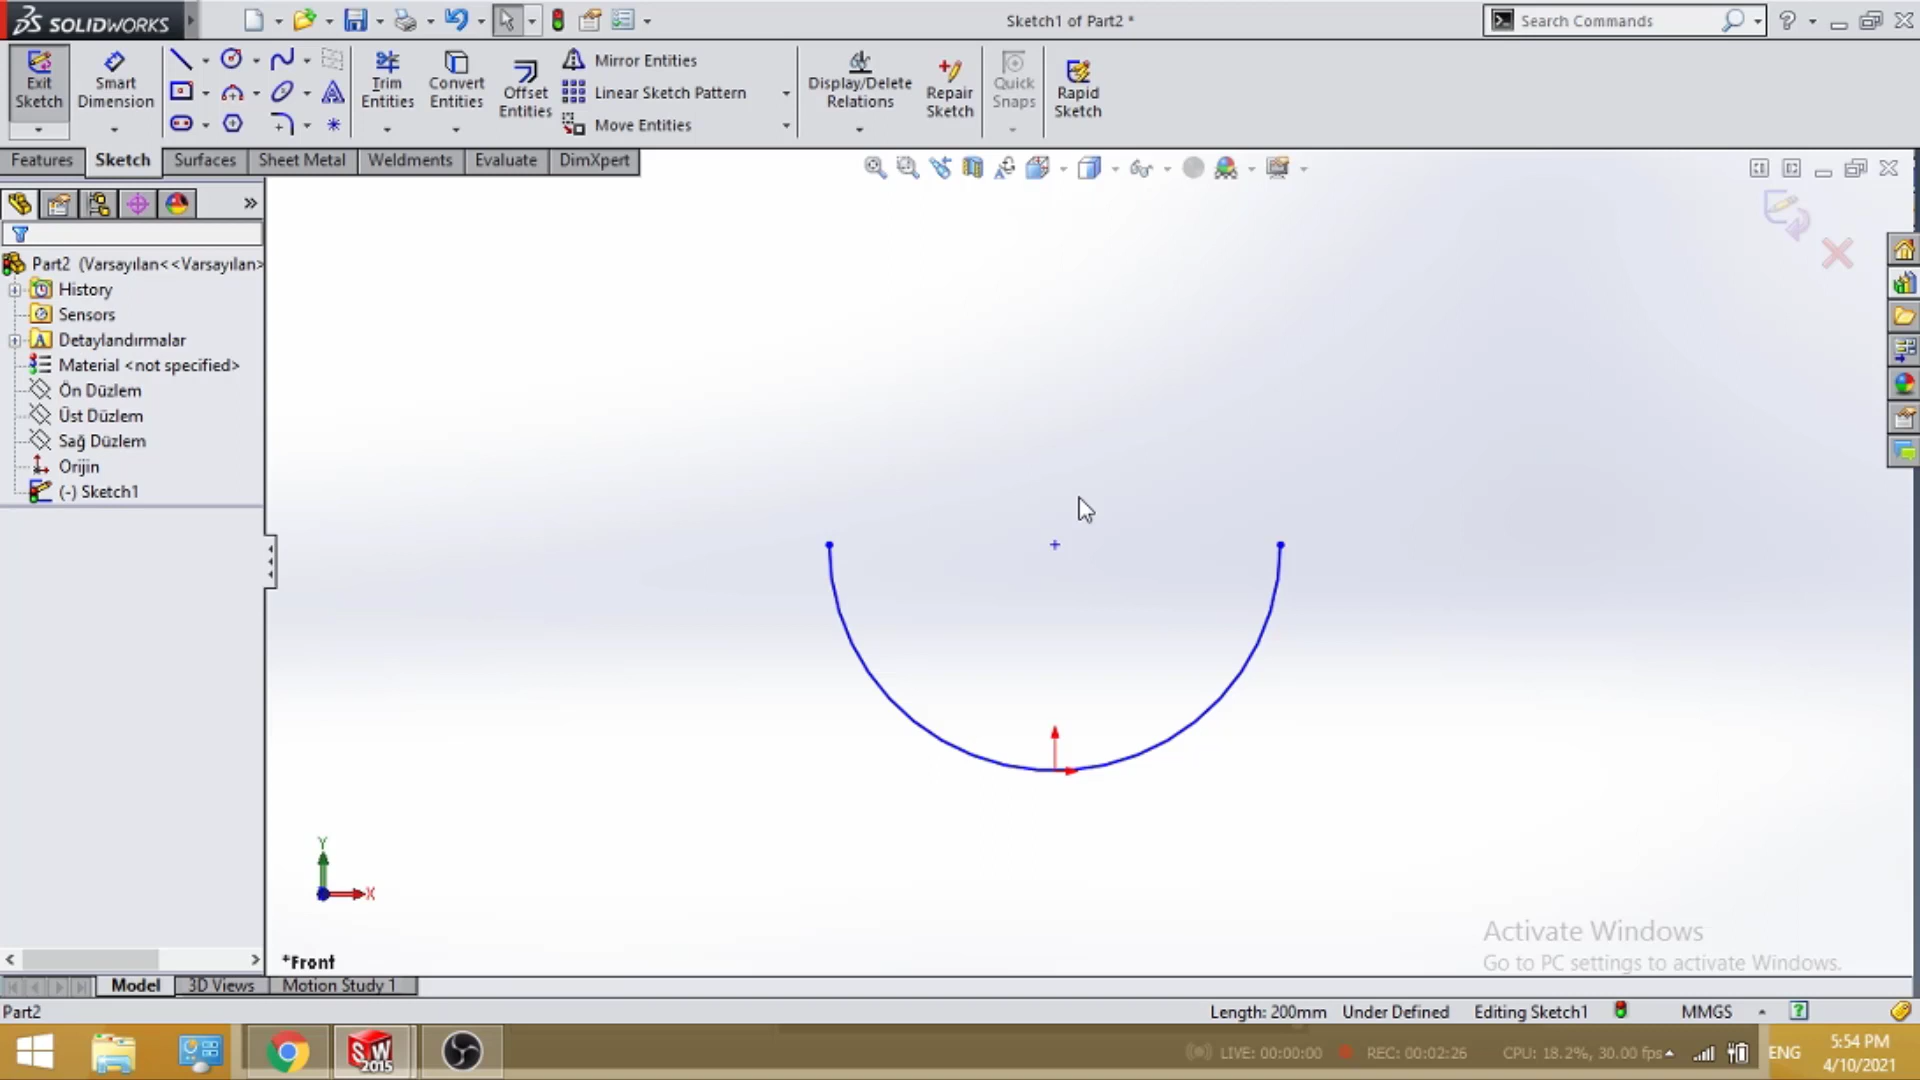 SOLIDWORKS
Sketch1 of Part2 *
Search Commands
Exit Sketch
Smart Dimension
Trim Entities
Convert Entities
Offset Entities
Mirror Entities
Linear Sketch Pattern
Move Entities
Display/Delete Relations
Repair Sketch
Quick Snaps
Rapid Sketch
Features
Sketch
Surfaces
Sheet Metal
Weldments
Evaluate
DimXpert
Part2 (Varsayılan<<Varsayılan>
History
Sensors
Detaylandırmalar
Material <not specified>
Ön Düzlem
Üst Düzlem
Sağ Düzlem
Orijin
(-) Sketch1
Y
X
*Front
Activate Windows
Go to PC settings to activate Windows.
Model
3D Views
Motion Study 1
Part2
Length: 200mm
Under Defined
Editing Sketch1
MMGS
SW 2015
LIVE: 00:00:00
REC: 00:02:26
CPU: 18.2%, 30.00 fps
ENG
5:54 PM
4/10/2021